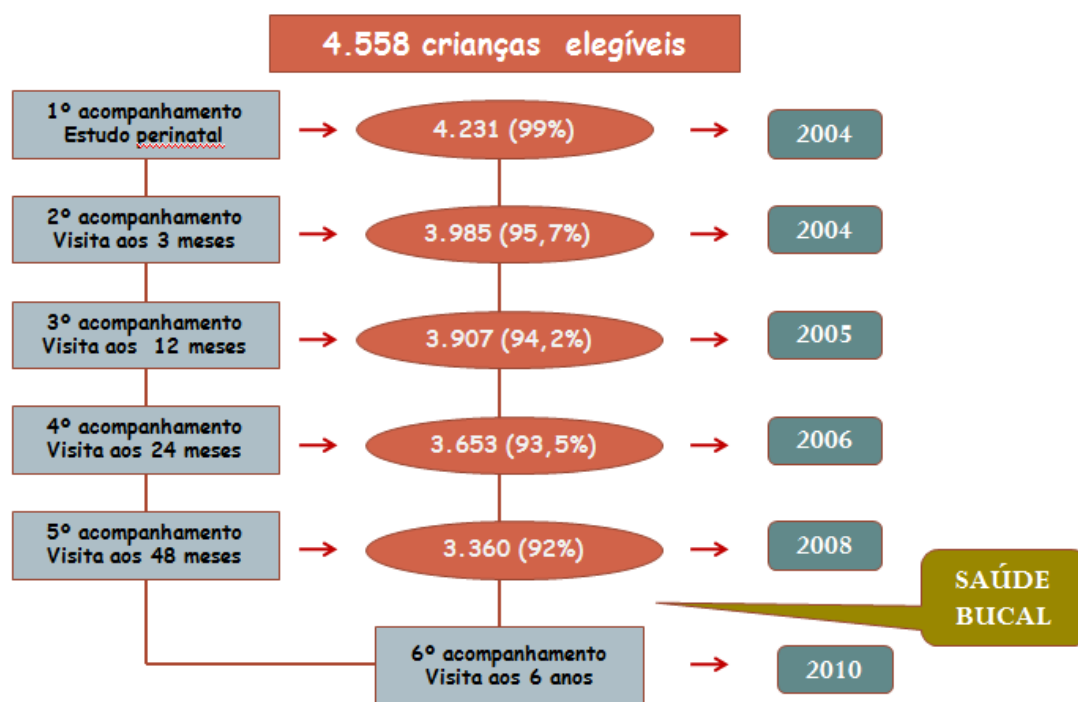 4.558 crianças elegíveis
1º acompanhamento
Estudo perinatal
4.231 (99%)
2004
2º acompanhamento
Visita aos 3 meses
3.985 (95,7%)
2004
3º acompanhamento
Visita aos 12 meses
3.907 (94,2%)
2005
4º acompanhamento
Visita aos 24 meses
3.653 (93,5%)
2006
5º acompanhamento
Visita aos 48 meses
3.360 (92%)
2008
SAÚDE
BUCAL
6º acompanhamento
Visita aos 6 anos
2010